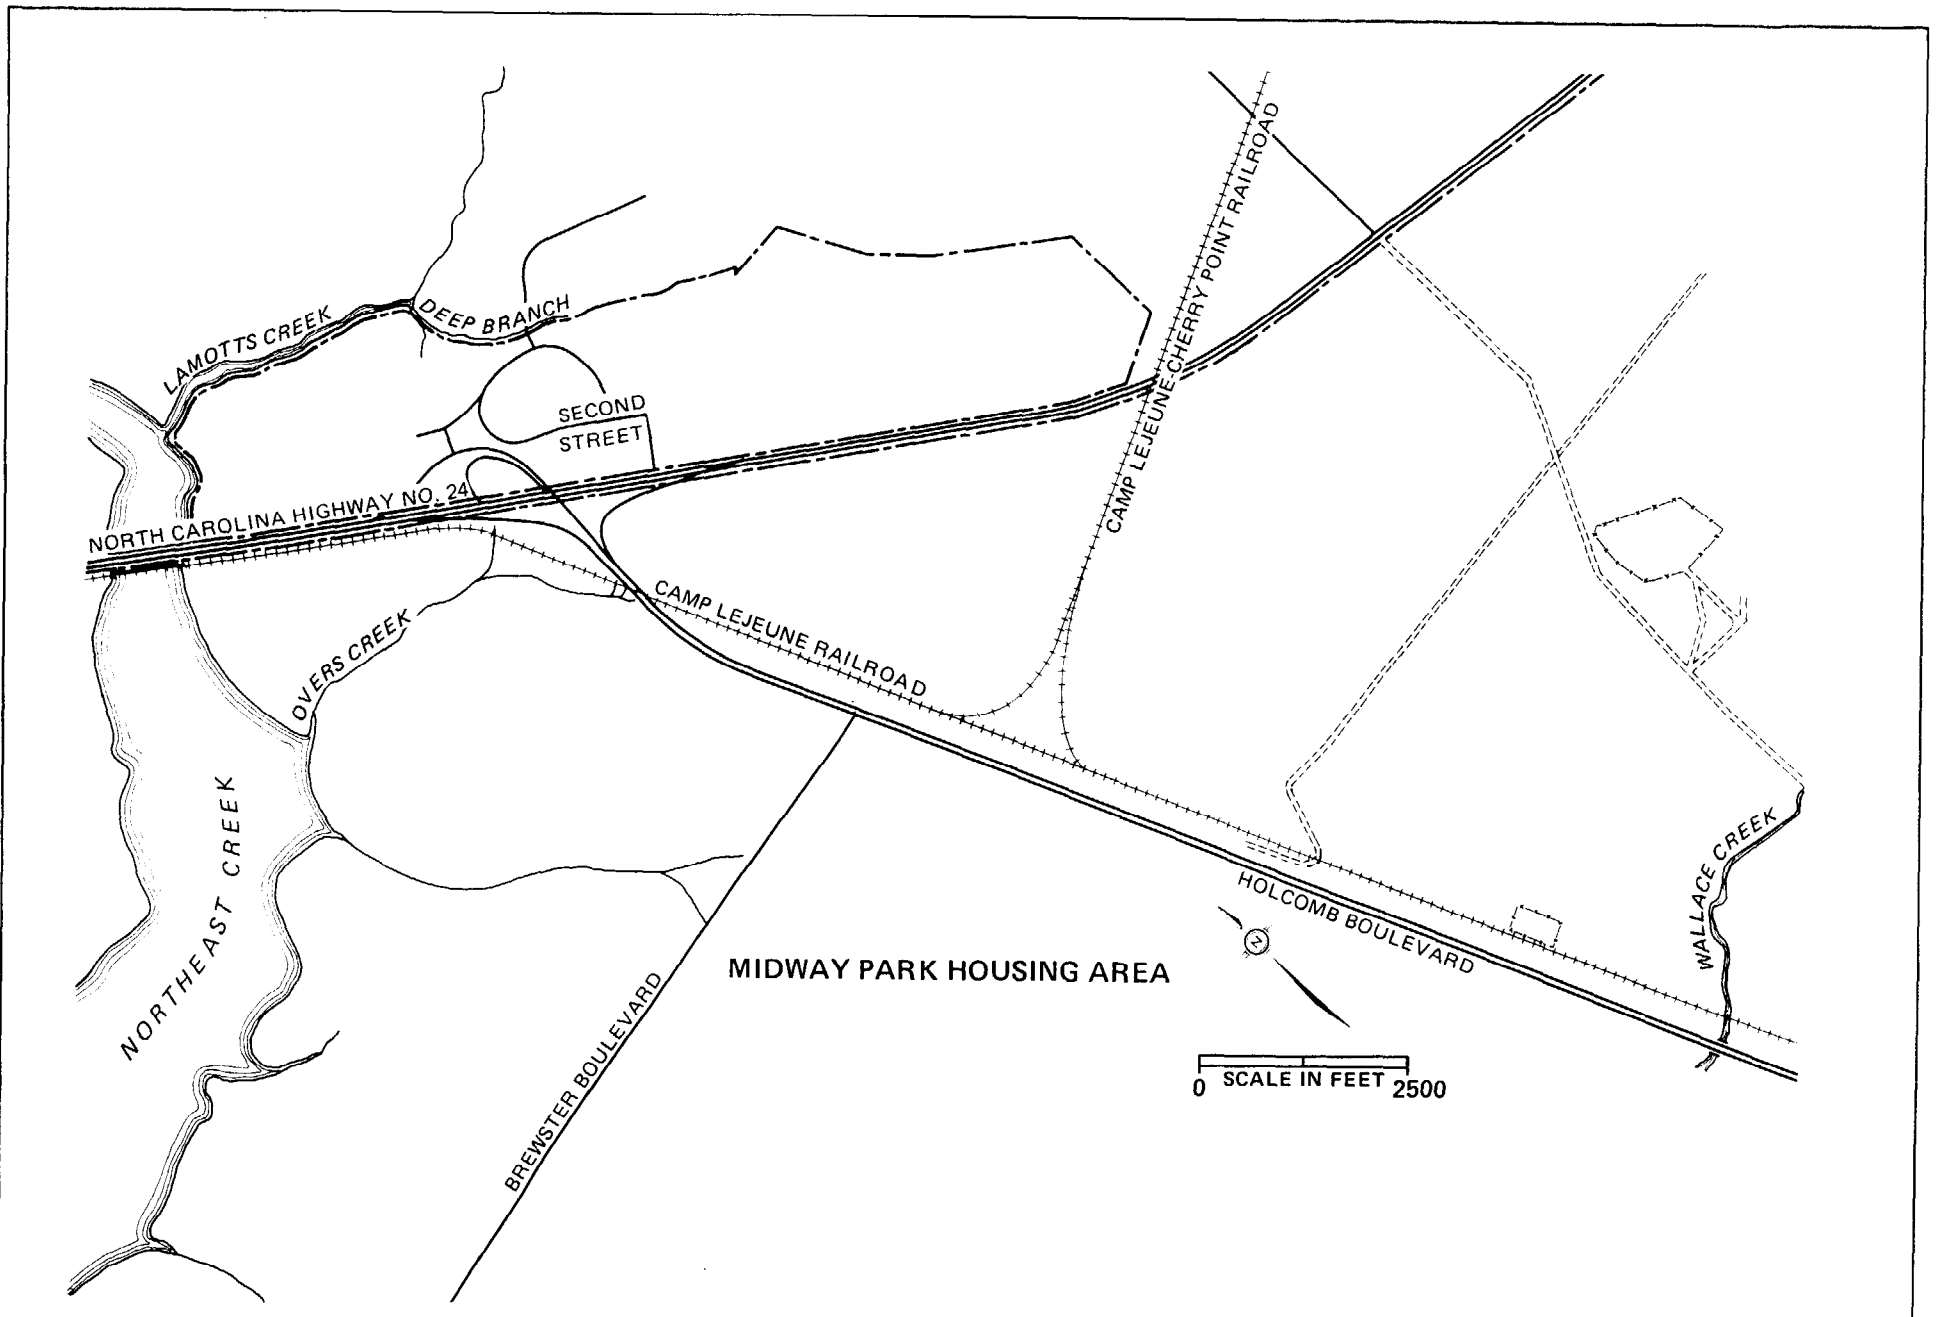 CAMP LEJEUNE-CHERRY POINT RAILROAD
DEEP BRANCH
LAMOTTS CREEK
SECOND
STREET
NORTH CAROLINA HIGHWAY NO. 24
CAMP LEJEUNE RAILROAD
OVERS CREEK
NORTHEAST CREEK
WALLACE CREEK
HOLCOMB BOULEVARD
N
MIDWAY PARK HOUSING AREA
BREWSTER BOULEVARD
SCALE IN FEET
0 2500